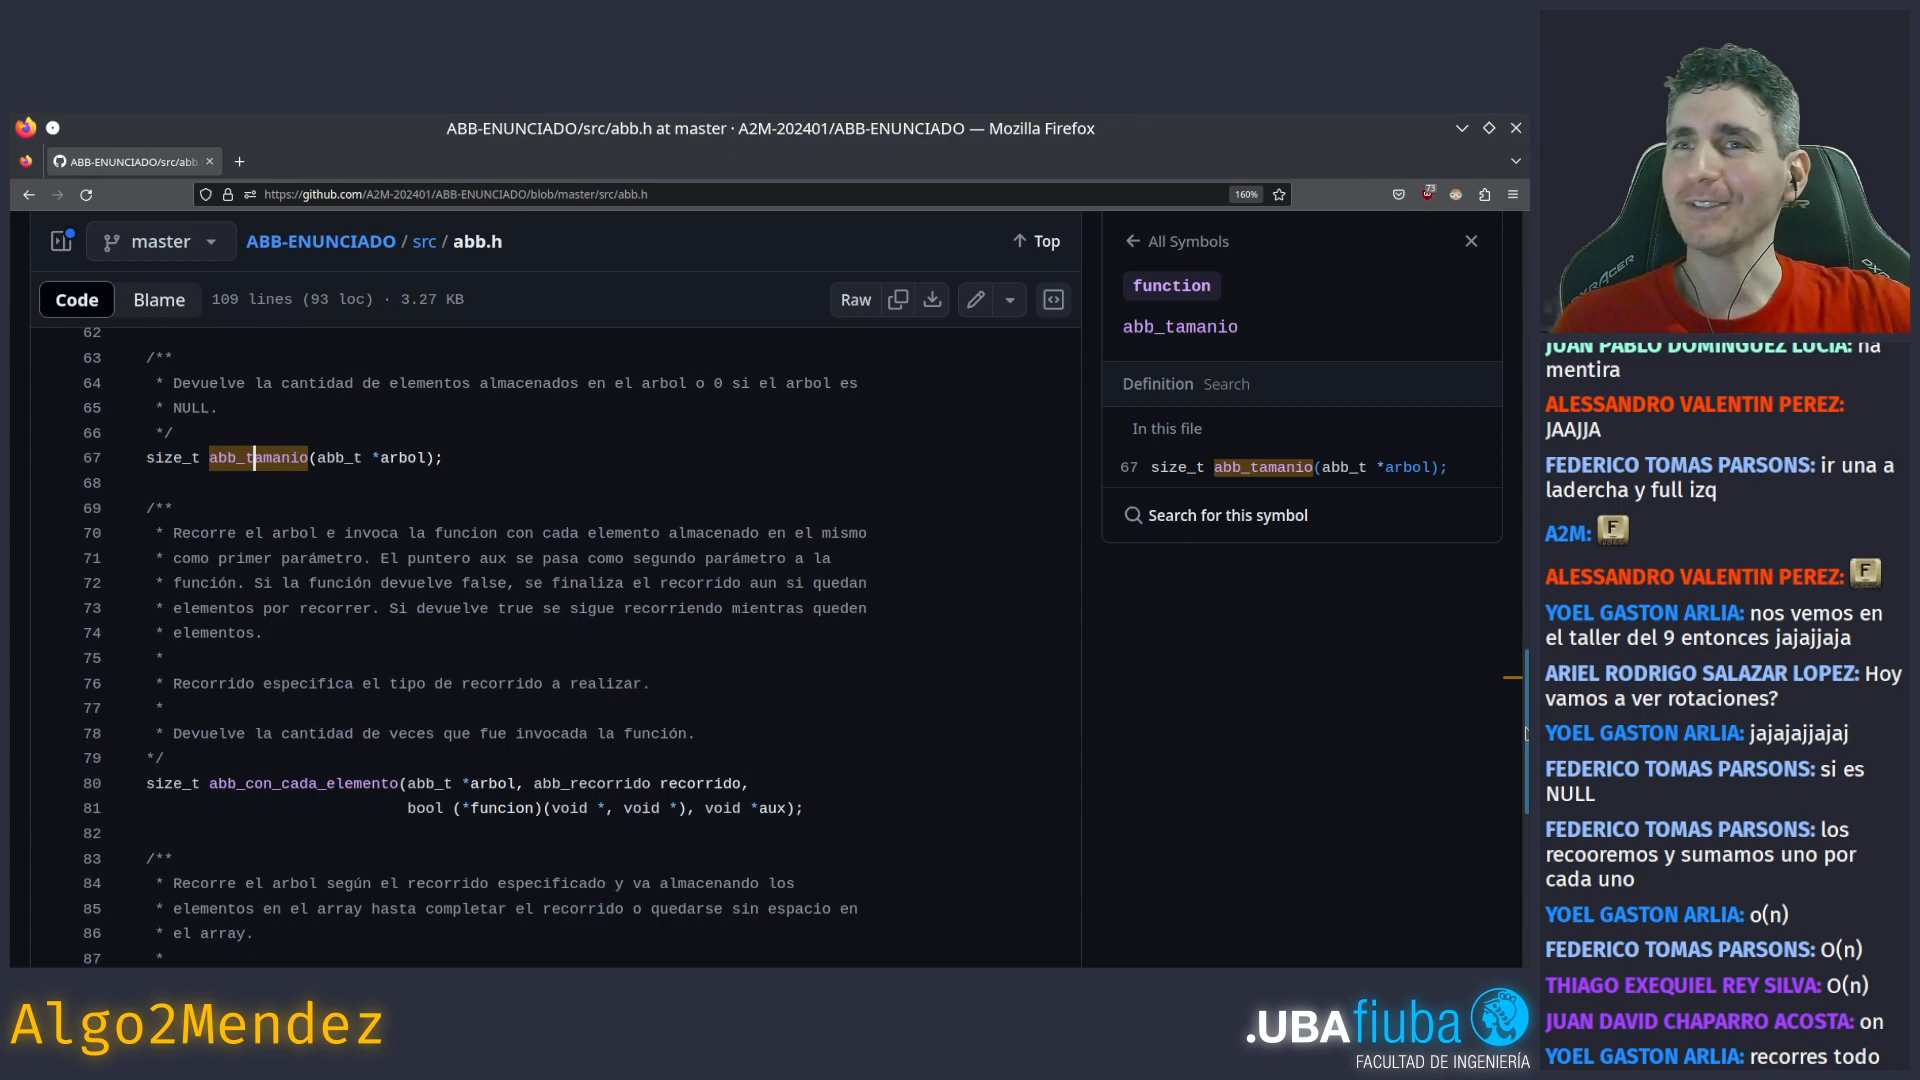 ABB-ENUNCIADO/src/abb.h at master · A2M-202401/ABB-ENUNCIADO — Mozilla Firefox
ABB-ENUNCIADO/src/abb.
https://github.com/A2M-202401/ABB-ENUNCIADO/blob/master/src/abb.h
160%
73
master
ABB-ENUNCIADO / src / abb.h
Top
Code
Blame
109 lines (93 loc) · 3.27 KB
Raw
62
63 /**
64 * Devuelve la cantidad de elementos almacenados en el arbol o 0 si el arbol es
65 * NULL.
66 */
67 size_t abb_tamanio(abb_t *arbol);
68
69 /**
70 * Recorre el arbol e invoca la funcion con cada elemento almacenado en el mismo
71 * como primer parámetro. El puntero aux se pasa como segundo parámetro a la
72 * función. Si la función devuelve false, se finaliza el recorrido aun si quedan
73 * elementos por recorrer. Si devuelve true se sigue recorriendo mientras queden
74 * elementos.
75 *
76 * Recorrido especifica el tipo de recorrido a realizar.
77 *
78 * Devuelve la cantidad de veces que fue invocada la función.
79 */
80 size_t abb_con_cada_elemento(abb_t *arbol, abb_recorrido recorrido,
81 bool (*funcion)(void *, void *), void *aux);
82
83 /**
84 * Recorre el arbol según el recorrido especificado y va almacenando los
85 * elementos en el array hasta completar el recorrido o quedarse sin espacio en
86 * el array.
87 *
All Symbols
function
abb_tamanio
Definition Search
In this file
67 size_t abb_tamanio(abb_t *arbol);
Search for this symbol
JUAN PABLO DOMINGUEZ LUCIA: na
mentira
ALESSANDRO VALENTIN PEREZ:
JAAJJA
FEDERICO TOMAS PARSONS: ir una a
ladercha y full izq
A2M: F
ALESSANDRO VALENTIN PEREZ: F
YOEL GASTON ARLIA: nos vemos en
el taller del 9 entonces jajajjaja
ARIEL RODRIGO SALAZAR LOPEZ: Hoy
vamos a ver rotaciones?
YOEL GASTON ARLIA: jajajajjajaj
FEDERICO TOMAS PARSONS: si es
NULL
FEDERICO TOMAS PARSONS: los
recooremos y sumamos uno por
cada uno
YOEL GASTON ARLIA: o(n)
FEDERICO TOMAS PARSONS: O(n)
THIAGO EXEQUIEL REY SILVA: O(n)
JUAN DAVID CHAPARRO ACOSTA: on
YOEL GASTON ARLIA: recorres todo
Algo2Mendez
.UBAfiuba
FACULTAD DE INGENIERÍA